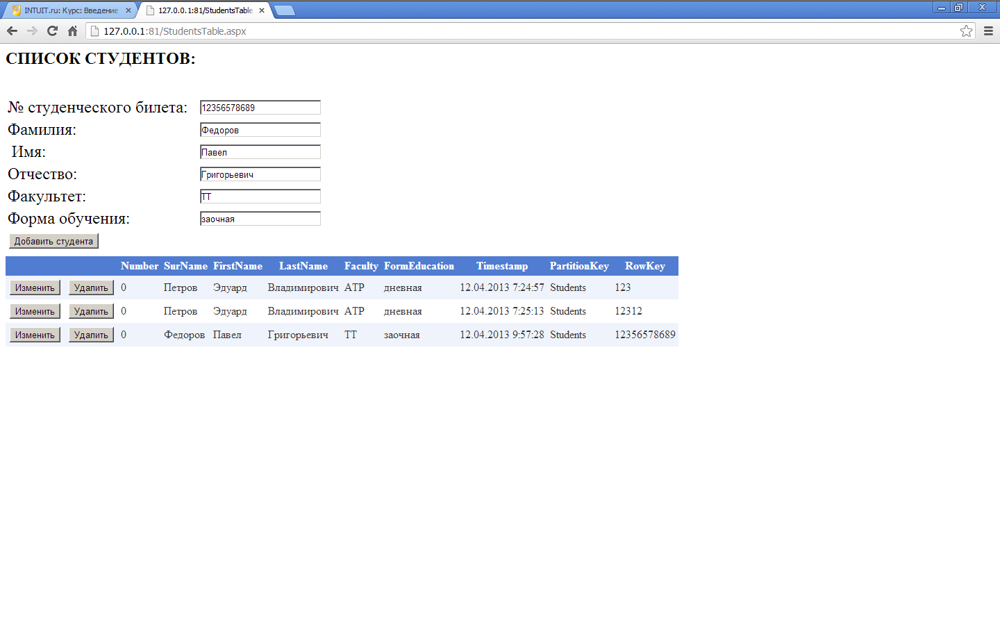 INTUIT.ru: Курс: Введение
127.0.0.1:81/StudentsTable
127.0.0.1:81/StudentsTable.aspx
СПИСОК СТУДЕНТОВ:
№ студенческого билета: 12356578689
Фамилия: Федоров
Имя: Павел
Отчество: Григорьевич
Факультет: ТТ
Форма обучения: заочная
Добавить студента
Number SurName FirstName LastName Faculty FormEducation Timestamp PartitionKey RowKey
Изменить Удалить 0 Петров Эдуард Владимирович АТР дневная 12.04.2013 7:24:57 Students 123
Изменить Удалить 0 Петров Эдуард Владимирович АТР дневная 12.04.2013 7:25:13 Students 12312
Изменить Удалить 0 Федоров Павел Григорьевич ТТ заочная 12.04.2013 9:57:28 Students 12356578689